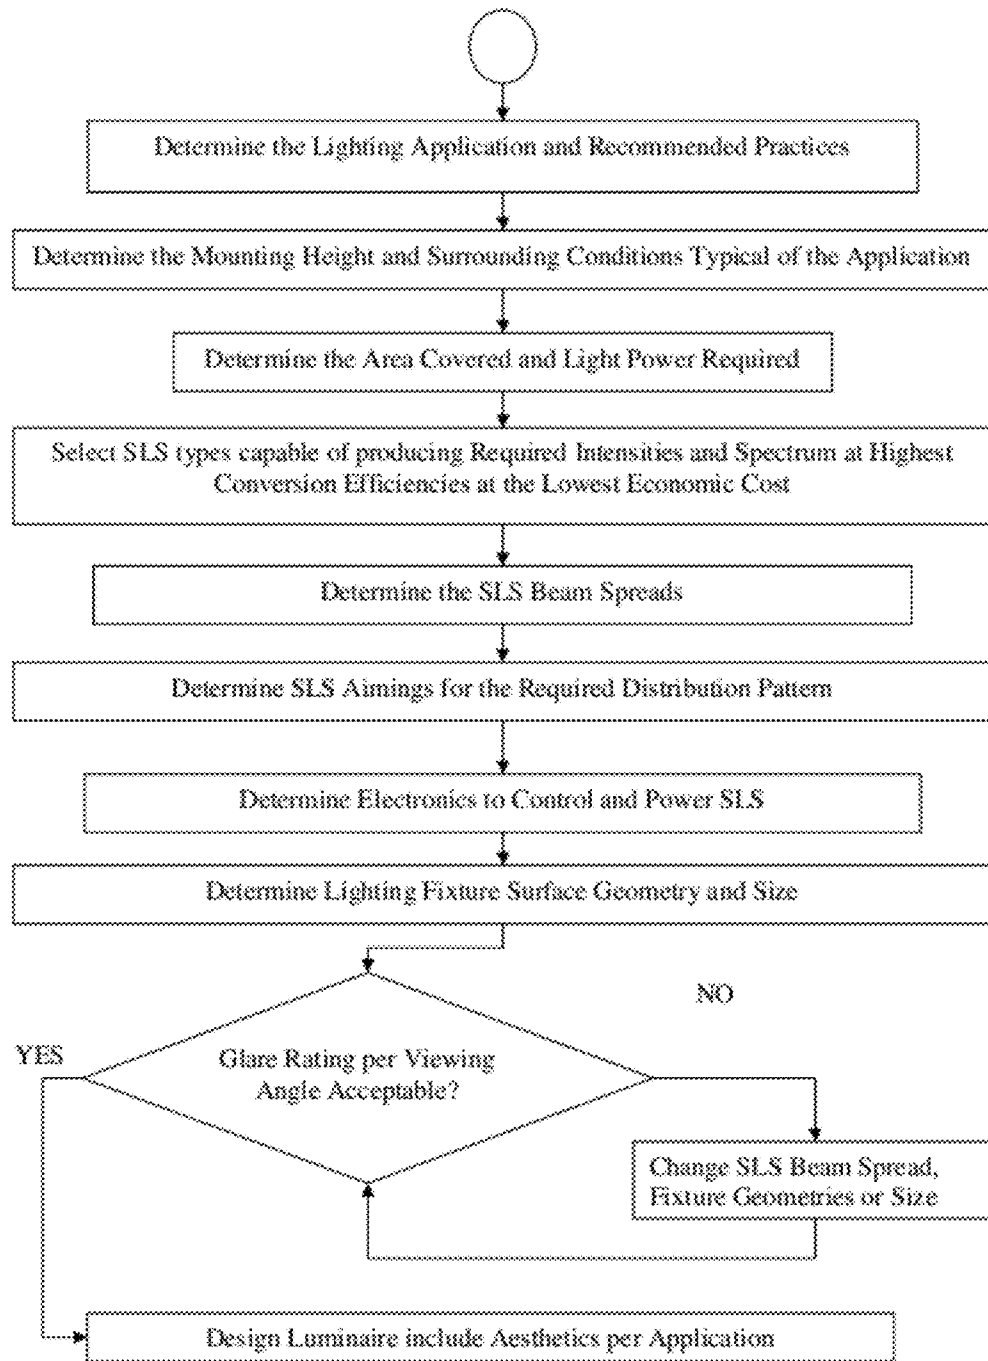 Determine the Lighting Application and Recommended Practices
Determine the Mounting Height and Surrounding Conditions Typical of the Application
Determine the Area Covered and Light Power Required
Select SLS types capable of producing Required Intensities and Spectrum at Highest
Conversion Efficiencies at the Lowest Economic Cost
Determine the SLS Beam Spreads
Determine SLS Aimings for the Required Distribution Pattern
Determine Electronics to Control and Power SLS
Determine Lighting Fixture Surface Geometry and Size
NO
YES
Glare Rating per Viewing
Angle Acceptable?
Change SLS Beam Spread,
Fixture Geometries or Size
Design Luminaire include Aesthetics per Application